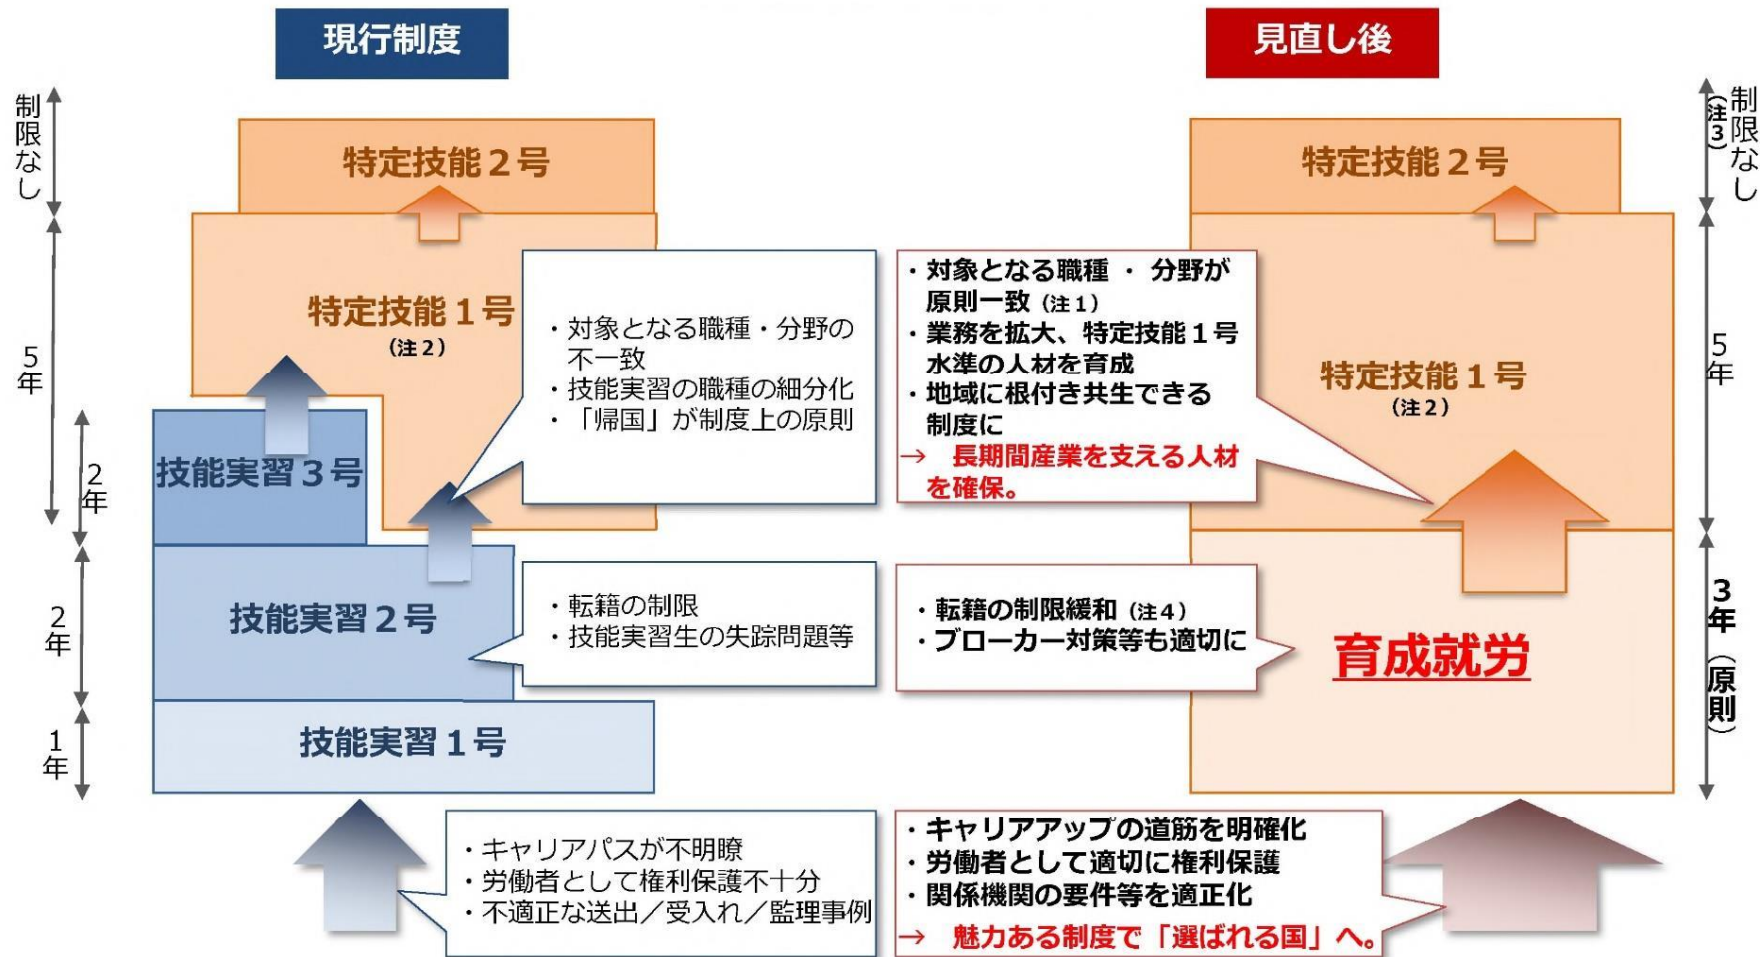 現行制度
見直し後
制限なし
特定技能２号
特定技能１号
（注２）
5年
技能実習３号
2年
技能実習２号
2年
技能実習１号
1年
・対象となる職種・分野の
不一致
・技能実習の職種の細分化
・「帰国」が制度上の原則
・転籍の制限
・技能実習生の失踪問題等
・キャリアパスが不明瞭
・労働者として権利保護不十分
・不適正な送出／受入れ／監理事例
・対象となる職種 ・ 分野が
原則一致（注１）
・業務を拡大、特定技能１号
水準の人材を育成
・地域に根付き共生できる
制度に
→　長期間産業を支える人材
を確保。
・転籍の制限緩和（注４）
・ブローカー対策等も適切に
・キャリアアップの道筋を明確化
・労働者として適切に権利保護
・関係機関の要件等を適正化
→　魅力ある制度で「選ばれる国」へ。
特定技能２号
特定技能１号
（注２）
育成就労
制限なし
（注３）
5年
3年（原則）